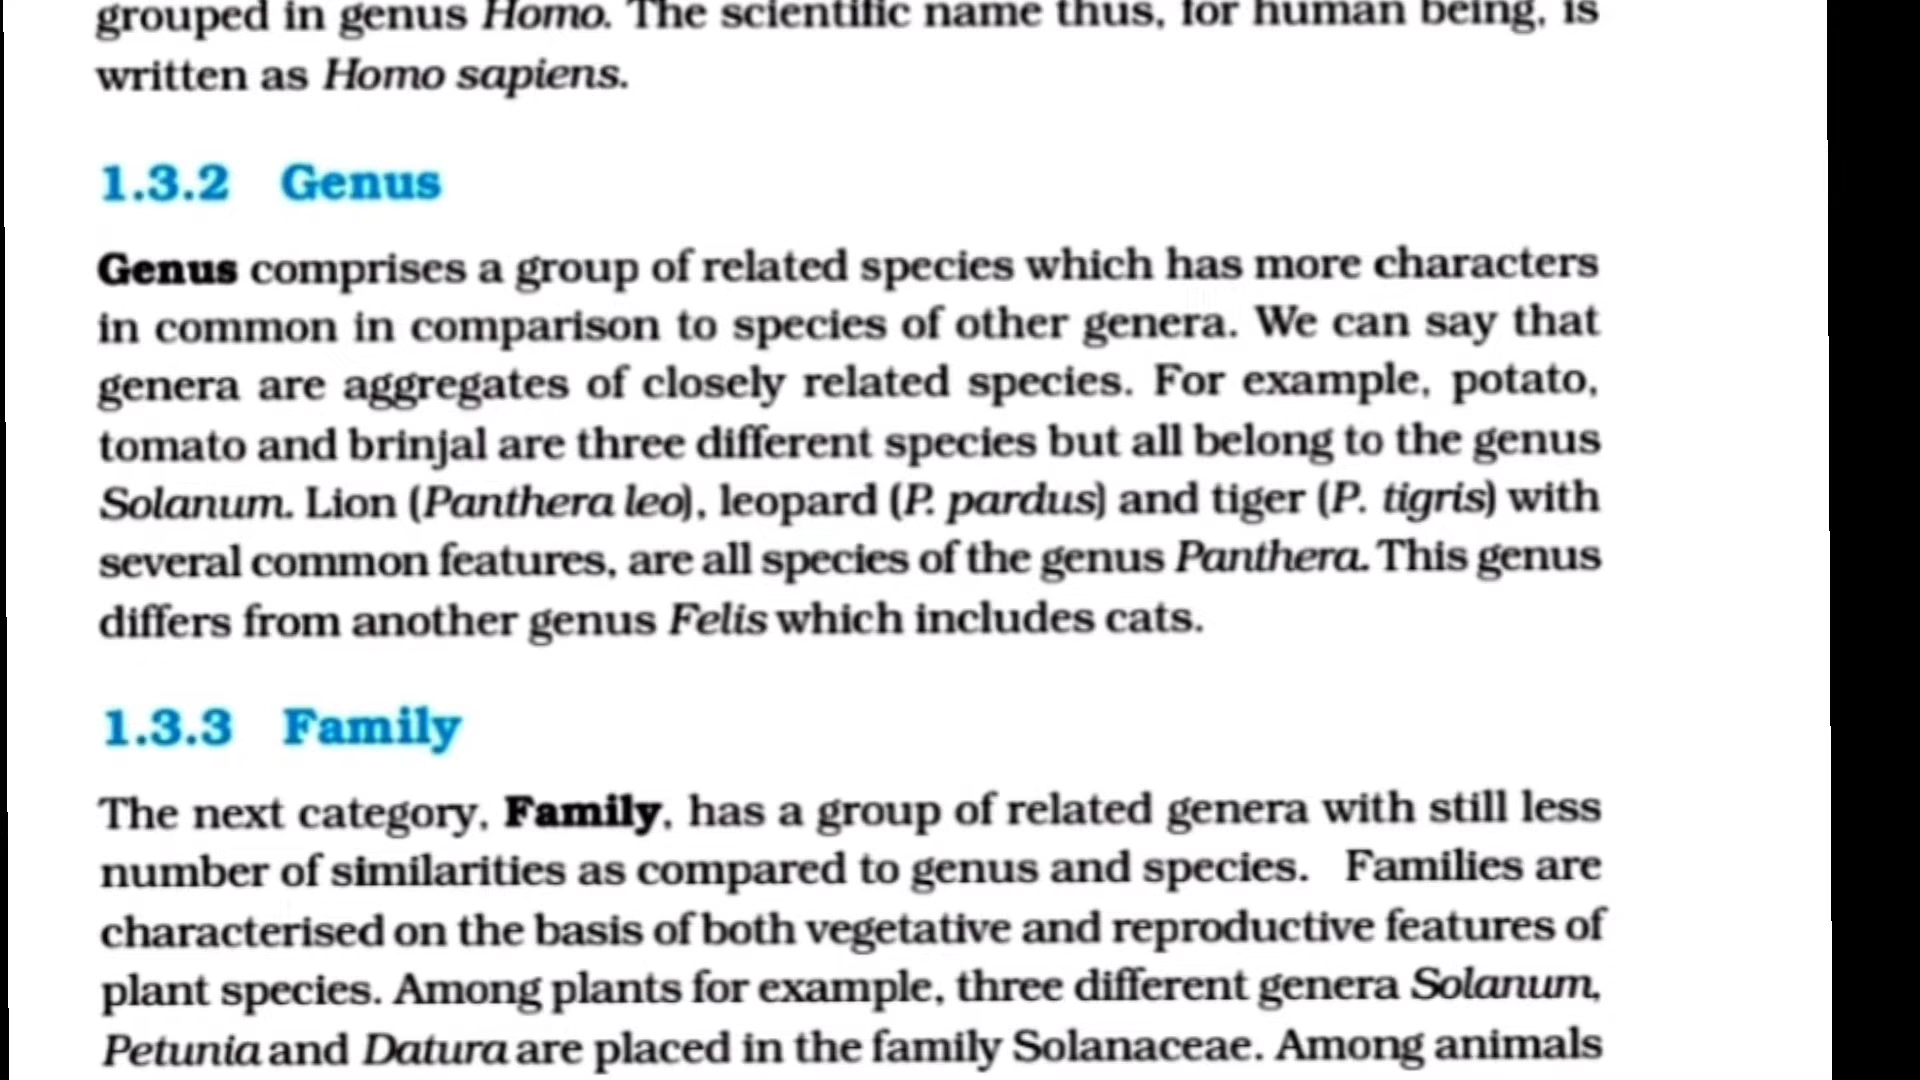 grouped in genus Homo. The scientific name thus, for human being, is
written as Homo sapiens.
1.3.2 Genus
Genus comprises a group of related species which has more characters
in common in comparison to species of other genera. We can say that
genera are aggregates of closely related species. For example, potato,
tomato and brinjal are three different species but all belong to the genus
Solanum. Lion (Panthera leo), leopard (P. pardus) and tiger (P. tigris) with
several common features, are all species of the genus Panthera. This genus
differs from another genus Felis which includes cats.
1.3.3 Family
The next category, Family, has a group of related genera with still less
number of similarities as compared to genus and species. Families are
characterised on the basis of both vegetative and reproductive features of
plant species. Among plants for example, three different genera Solanum,
Petunia and Datura are placed in the family Solanaceae. Among animals